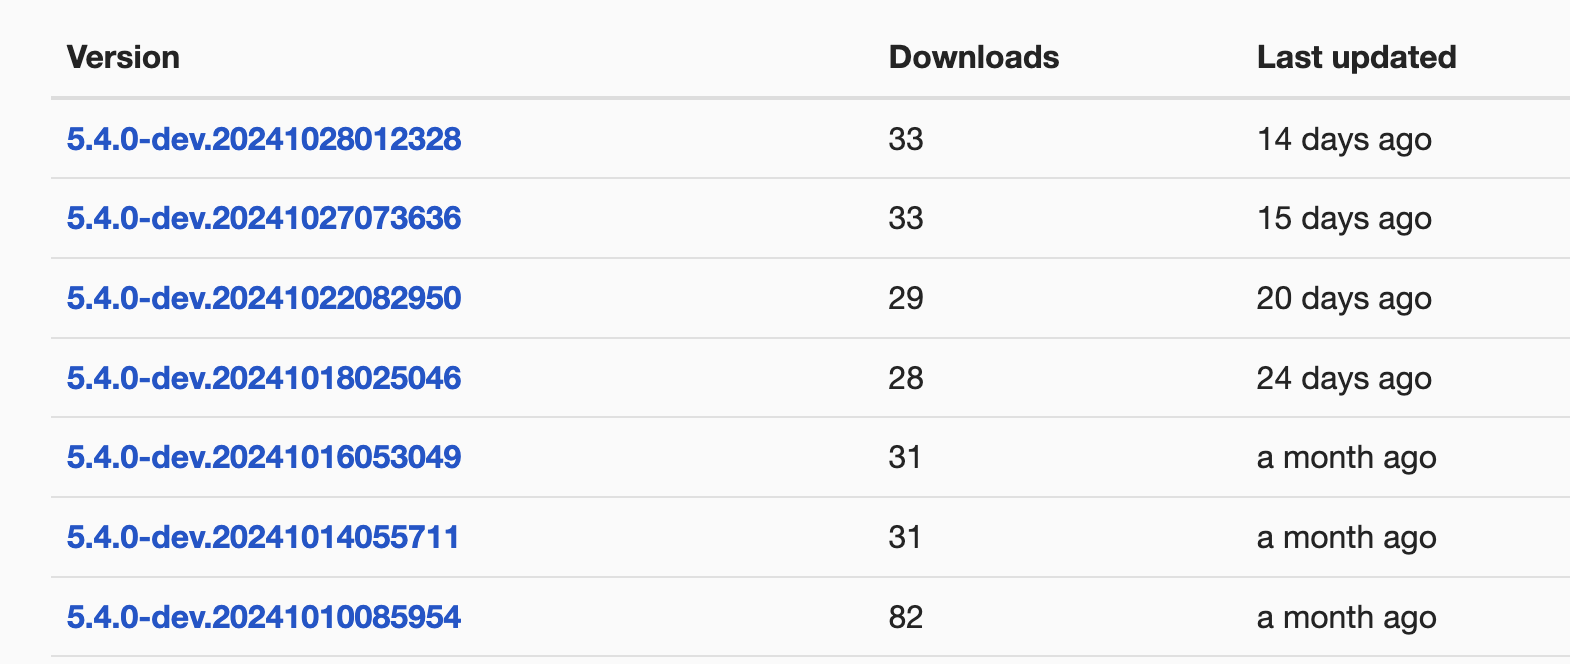 Version Downloads Last updated
5.4.0-dev.20241028012328 33 14 days ago
5.4.0-dev.20241027073636 33 15 days ago
5.4.0-dev.20241022082950 29 20 days ago
5.4.0-dev.20241018025046 28 24 days ago
5.4.0-dev.20241016053049 31 a month ago
5.4.0-dev.20241014055711 31 a month ago
5.4.0-dev.20241010085954 82 a month ago